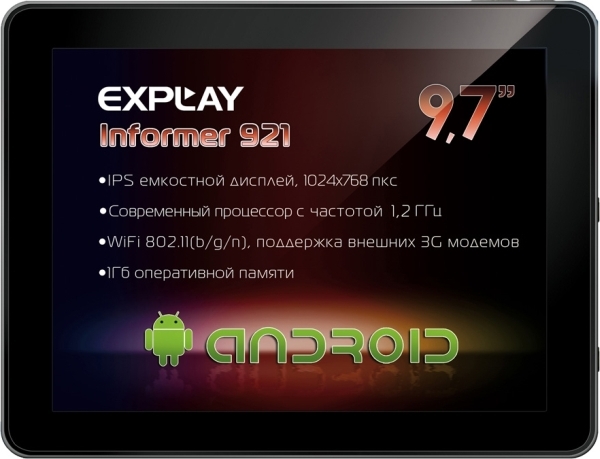 EXPLAY
9,7”
Informer 921
•IPS емкостной дисплей, 1024x768 пкс
•Современный процессор с частотой 1,2 ГГц
•WiFi 802.11(b/g/n), поддержка внешних 3G модемов
•1Гб оперативной памяти
ANDROID